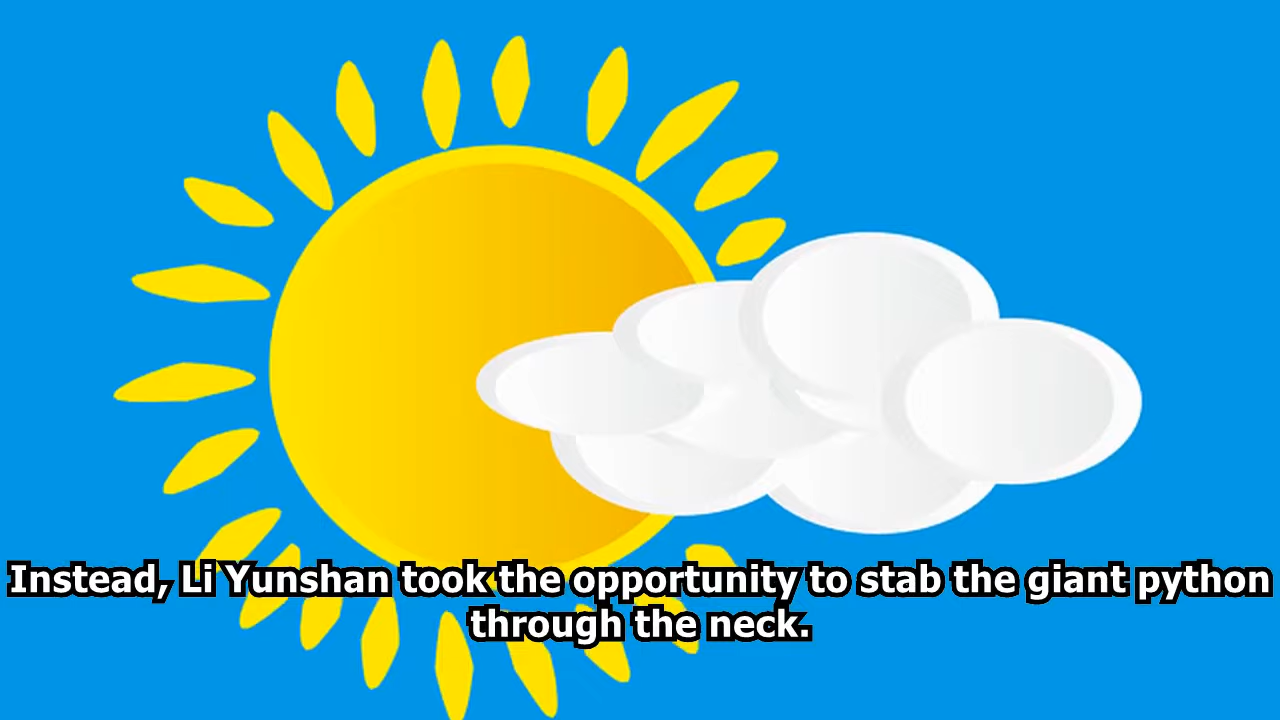 Instead, Li Yunshan took the opportunity to stab the giant python
through the neck.